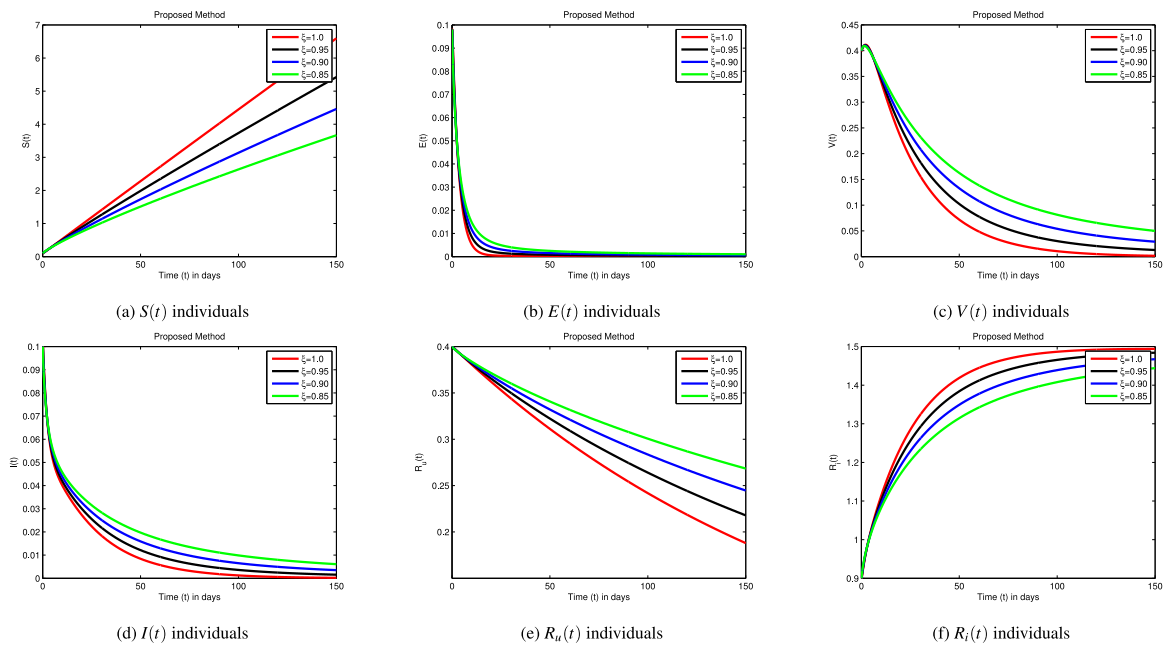 Proposed Method
7
6
5
4
3
2
1
0
S(t)
0 50 100 150
Time (t) in days
ξ=1.0
ξ=0.95
ξ=0.90
ξ=0.85
(a) S(t) individuals
Proposed Method
0.1
0.09
0.08
0.07
0.06
0.05
0.04
0.03
0.02
0.01
0
E(t)
0 50 100 150
Time (t) in days
ξ=1.0
ξ=0.95
ξ=0.90
ξ=0.85
(b) E(t) individuals
Proposed Method
0.45
0.4
0.35
0.3
0.25
0.2
0.15
0.1
0.05
0
V(t)
0 50 100 150
Time (t) in days
ξ=1.0
ξ=0.95
ξ=0.90
ξ=0.85
(c) V(t) individuals
Proposed Method
0.1
0.09
0.08
0.07
0.06
0.05
0.04
0.03
0.02
0.01
0
I(t)
0 50 100 150
Time (t) in days
ξ=1.0
ξ=0.95
ξ=0.90
ξ=0.85
(d) I(t) individuals
Proposed Method
0.4
0.35
0.3
0.25
0.2
R_u(t)
0 50 100 150
Time (t) in days
ξ=1.0
ξ=0.95
ξ=0.90
ξ=0.85
(e) R_u(t) individuals
Proposed Method
1.5
1.4
1.3
1.2
1.1
1
0.9
R_i(t)
0 50 100 150
Time (t) in days
ξ=1.0
ξ=0.95
ξ=0.90
ξ=0.85
(f) R_i(t) individuals